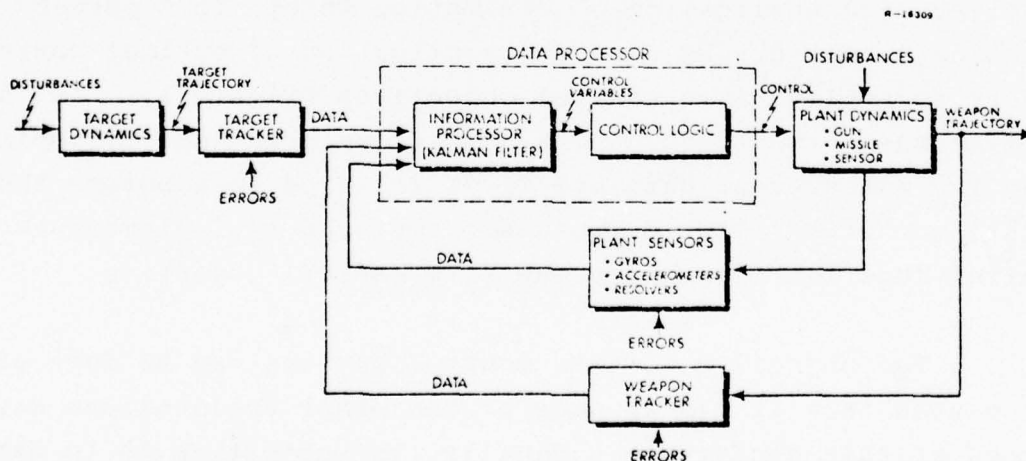 R-16309
DATA PROCESSOR
DISTURBANCES
DISTURBANCES
TARGET
TRAJECTORY
CONTROL
VARIABLES
CONTROL
TARGET
DYNAMICS
TARGET
TRACKER
DATA
INFORMATION
PROCESSOR
(KALMAN FILTER)
CONTROL LOGIC
PLANT DYNAMICS
• GUN
• MISSILE
• SENSOR
WEAPON
TRAJECTORY
ERRORS
DATA
PLANT SENSORS
• GYROS
• ACCELEROMETERS
• RESOLVERS
ERRORS
DATA
WEAPON
TRACKER
ERRORS